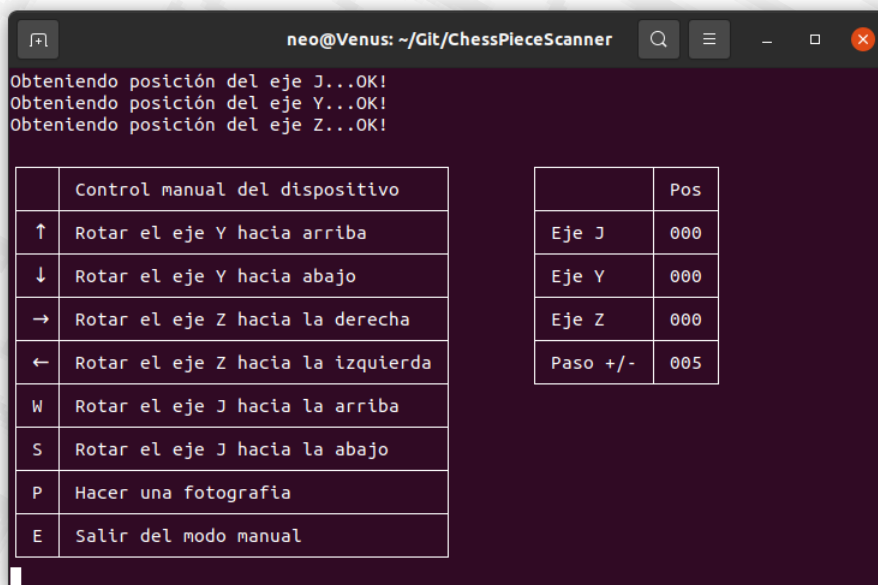 neo@Venus: ~/Git/ChessPieceScanner
Obteniendo posición del eje J...OK!
Obteniendo posición del eje Y...OK!
Obteniendo posición del eje Z...OK!
Control manual del dispositivo
↑ Rotar el eje Y hacia arriba
↓ Rotar el eje Y hacia abajo
→ Rotar el eje Z hacia la derecha
← Rotar el eje Z hacia la izquierda
W Rotar el eje J hacia la arriba
S Rotar el eje J hacia la abajo
P Hacer una fotografia
E Salir del modo manual
Pos
Eje J 000
Eje Y 000
Eje Z 000
Paso +/- 005